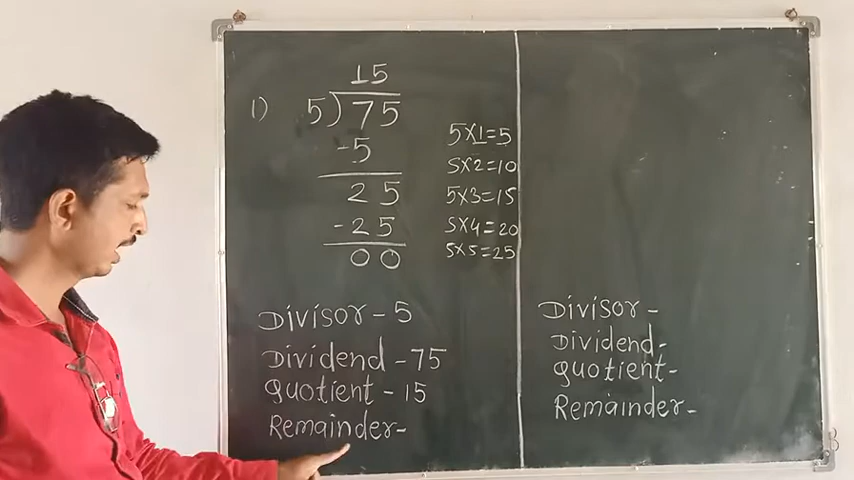 15
1) 5)75
-5
25
-25
00
5X1=5
5X2=10
5X3=15
5X4=20
5X5=25
Divisor - 5
Dividend - 75
Quotient - 15
Remainder-
Divisor -
Dividend-
Quotient-
Remainder-